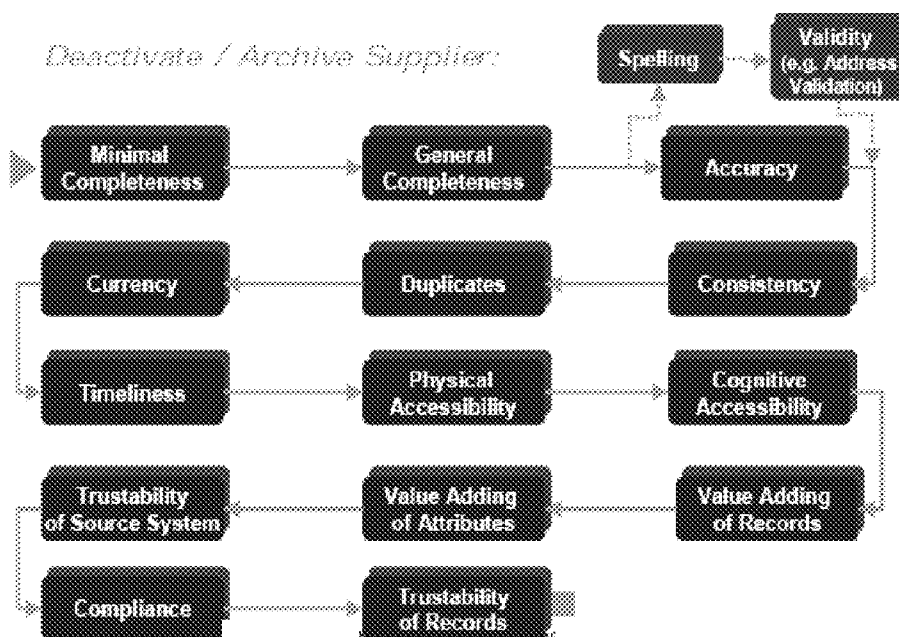 Deactivate / Archive Supplier:
Spelling
Validity
(e.g. Address
Validation)
Minimal
Completeness
General
Completeness
Accuracy
Currency
Duplicates
Consistency
Timeliness
Physical
Accessibility
Cognitive
Accessibility
Trustability
of Source System
Value Adding
of Attributes
Value Adding
of Records
Compliance
Trustability
of Records